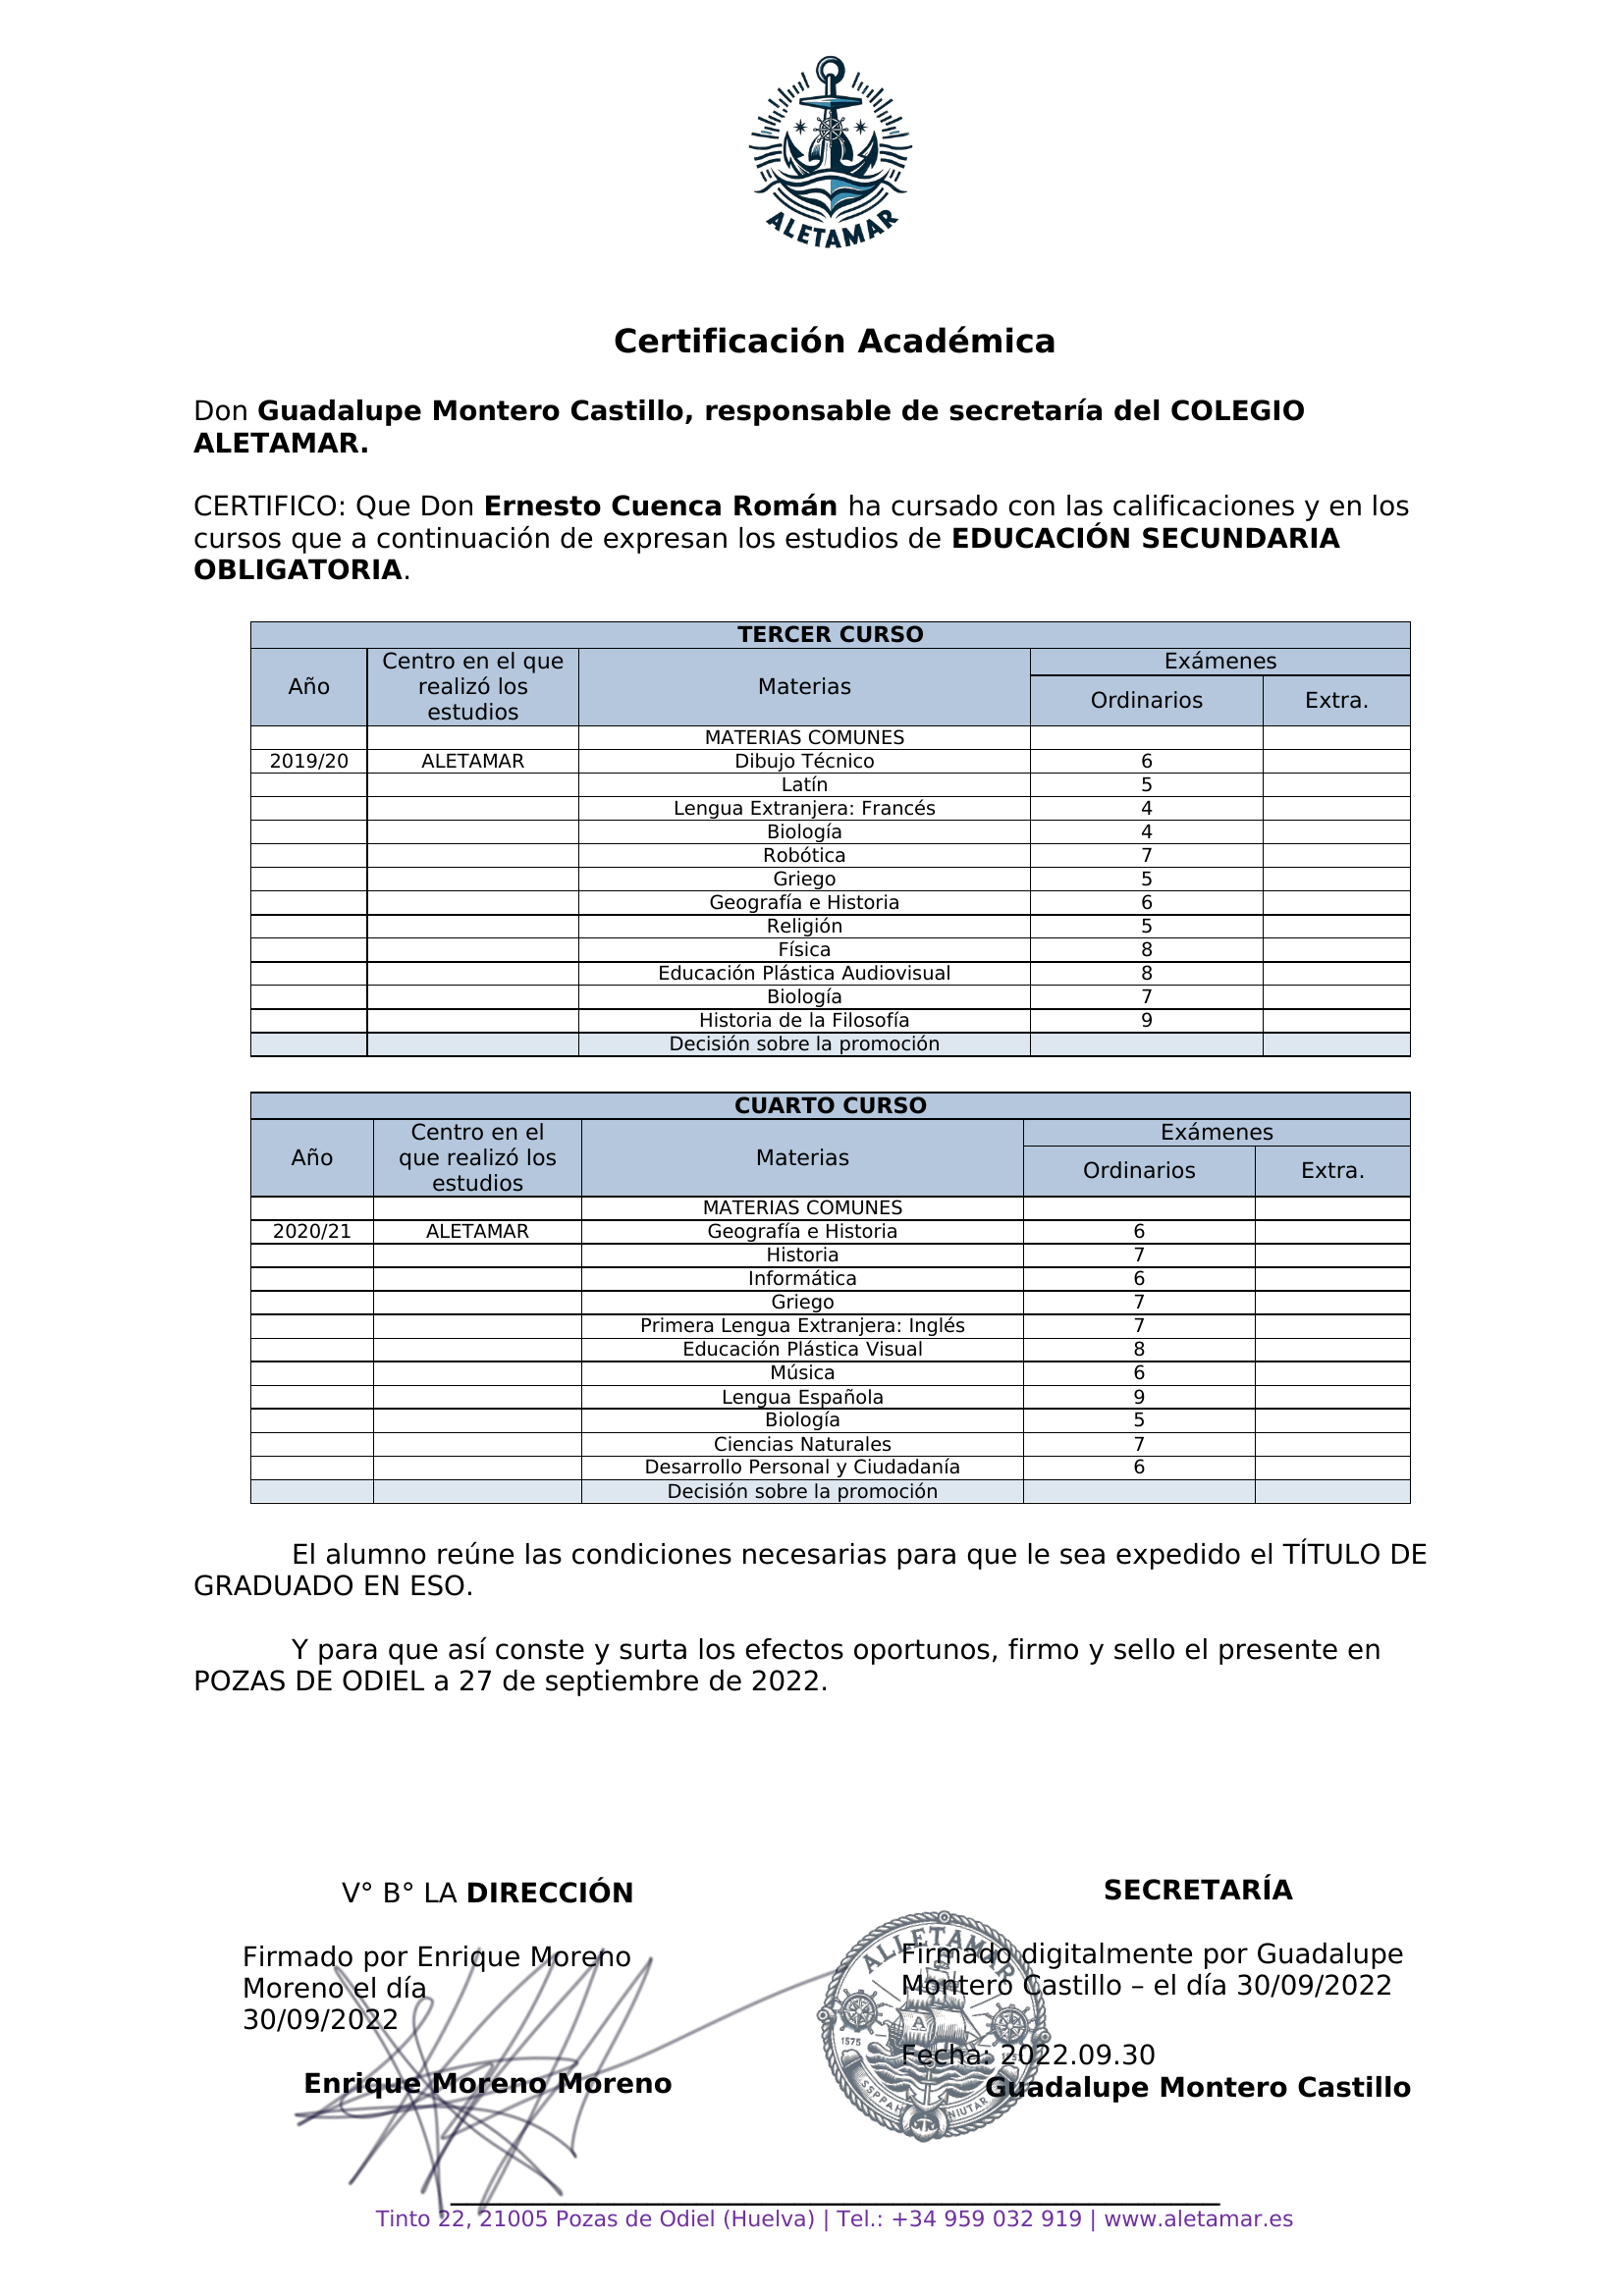 ALETAMAR
Certificación Académica
Don Guadalupe Montero Castillo, responsable de secretaría del COLEGIO
ALETAMAR.
CERTIFICO: Que Don Ernesto Cuenca Román ha cursado con las calificaciones y en los
cursos que a continuación de expresan los estudios de EDUCACIÓN SECUNDARIA
OBLIGATORIA.
TERCER CURSO
Año Centro en el que realizó los estudios Materias Exámenes
Ordinarios Extra.
MATERIAS COMUNES
2019/20 ALETAMAR Dibujo Técnico 6
Latín 5
Lengua Extranjera: Francés 4
Biología 4
Robótica 7
Griego 5
Geografía e Historia 6
Religión 5
Física 8
Educación Plástica Audiovisual 8
Biología 7
Historia de la Filosofía 9
Decisión sobre la promoción
CUARTO CURSO
Año Centro en el que realizó los estudios Materias Exámenes
Ordinarios Extra.
MATERIAS COMUNES
2020/21 ALETAMAR Geografía e Historia 6
Historia 7
Informática 6
Griego 7
Primera Lengua Extranjera: Inglés 7
Educación Plástica Visual 8
Música 6
Lengua Española 9
Biología 5
Ciencias Naturales 7
Desarrollo Personal y Ciudadanía 6
Decisión sobre la promoción
El alumno reúne las condiciones necesarias para que le sea expedido el TÍTULO DE
GRADUADO EN ESO.
Y para que así conste y surta los efectos oportunos, firmo y sello el presente en
POZAS DE ODIEL a 27 de septiembre de 2022.
V° B° LA DIRECCIÓN
Firmado por Enrique Moreno
Moreno el día
30/09/2022
Enrique Moreno Moreno
SECRETARÍA
Firmado digitalmente por Guadalupe
Montero Castillo – el día 30/09/2022
Fecha: 2022.09.30
Guadalupe Montero Castillo
ALLETAMAR
A
1575
Tinto 22, 21005 Pozas de Odiel (Huelva) | Tel.: +34 959 032 919 | www.aletamar.es